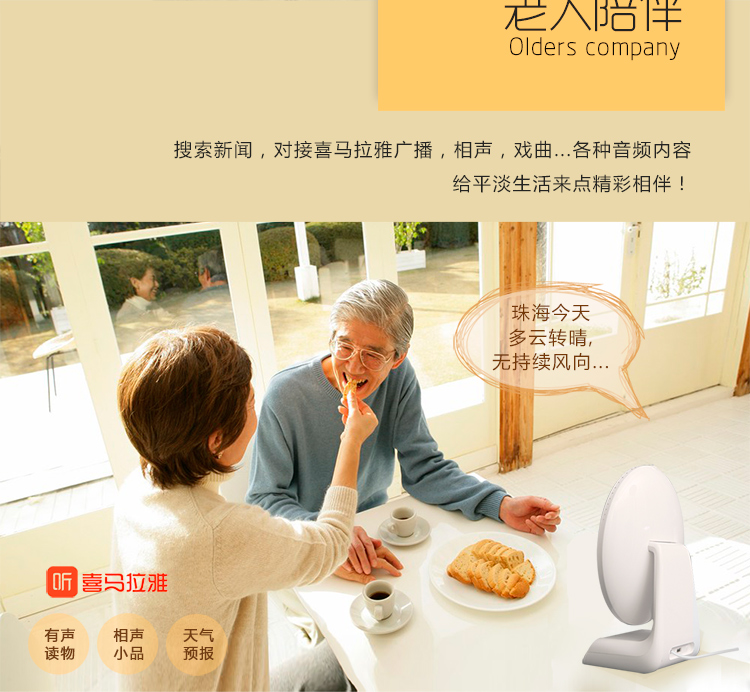 老人陪伴
Olders company
搜索新闻，对接喜马拉雅广播，相声，戏曲...各种音频内容
给平淡生活来点精彩相伴！
珠海今天
多云转晴,
无持续风向...
听 喜马拉雅
有声
读物
相声
小品
天气
预报